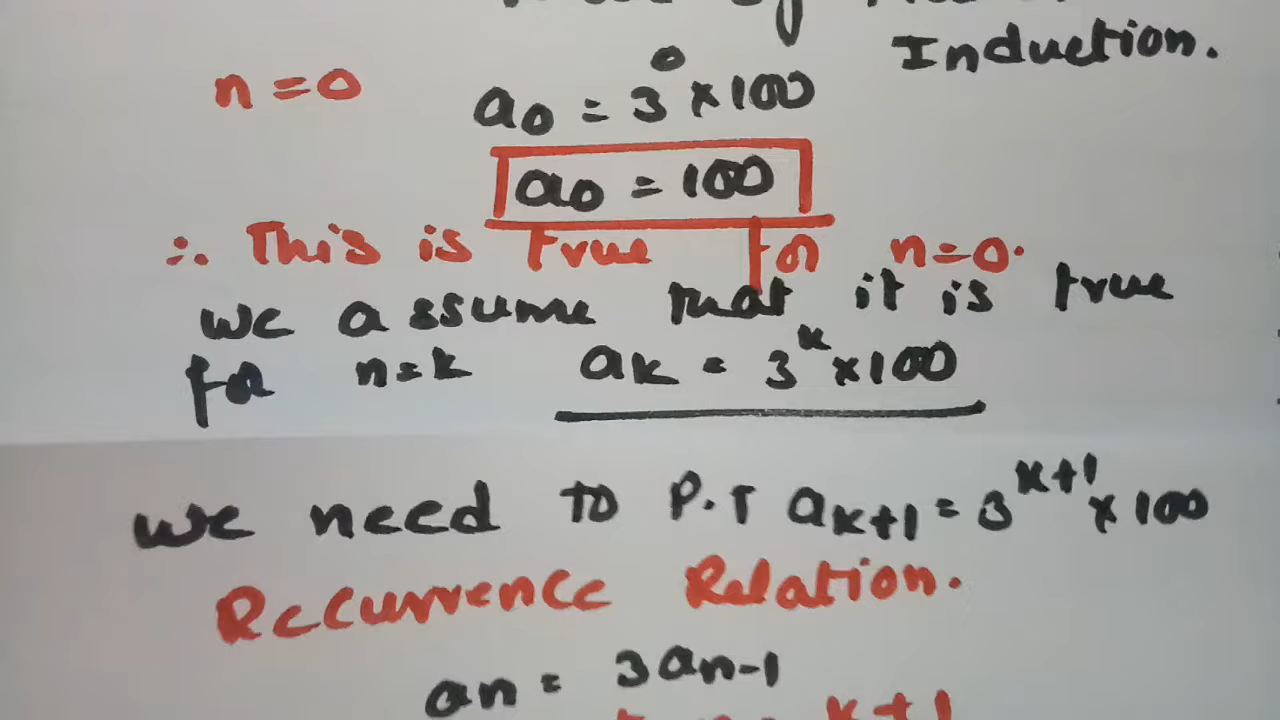 Induction.
n=0 a0 = 3^0 × 100
a0 = 100
∴ This is true for n=0.
we assume that it is true
for n=k ak = 3^k × 100
we need to P.T ak+1 = 3^k+1 × 100
Recurrence Relation.
an = 3an-1
k+1